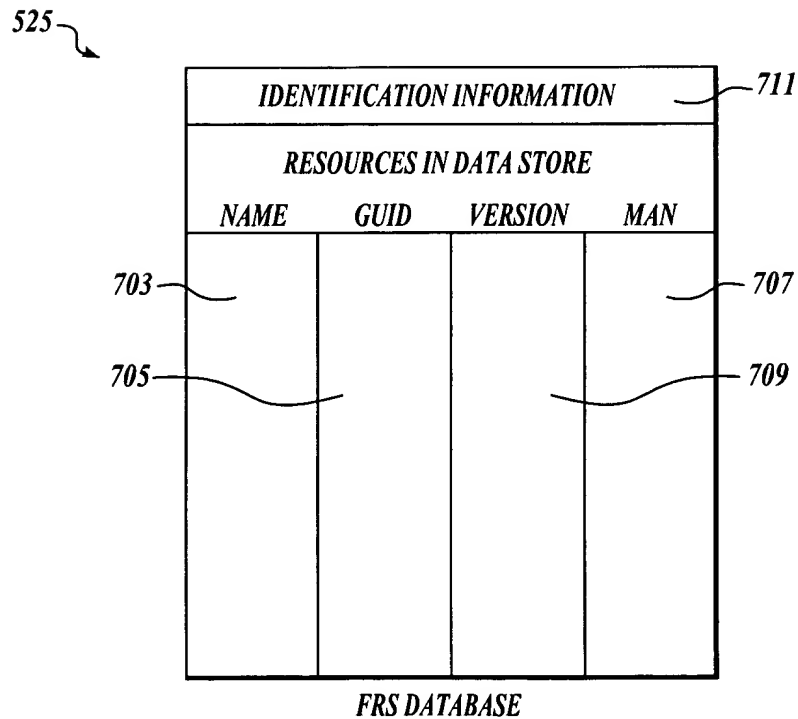 525
IDENTIFICATION INFORMATION
711
RESOURCES IN DATA STORE
NAME GUID VERSION MAN
703
707
705
709
FRS DATABASE